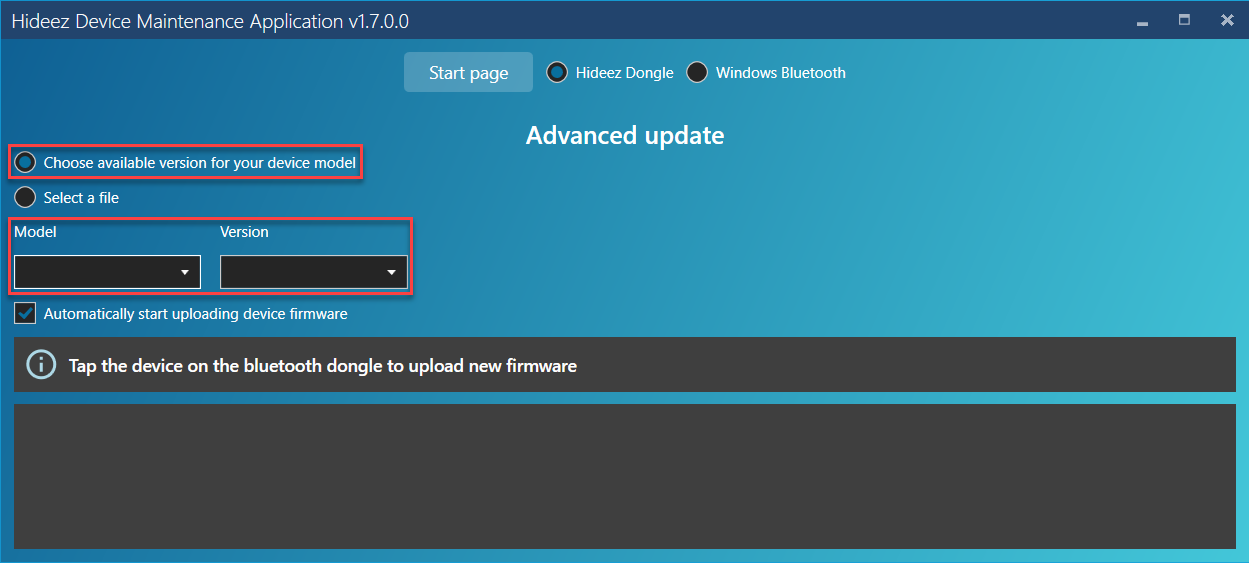 Hideez Device Maintenance Application v1.7.0.0
Start page Hideez Dongle Windows Bluetooth
Advanced update
Choose available version for your device model
Select a file
Model Version
Automatically start uploading device firmware
Tap the device on the bluetooth dongle to upload new firmware